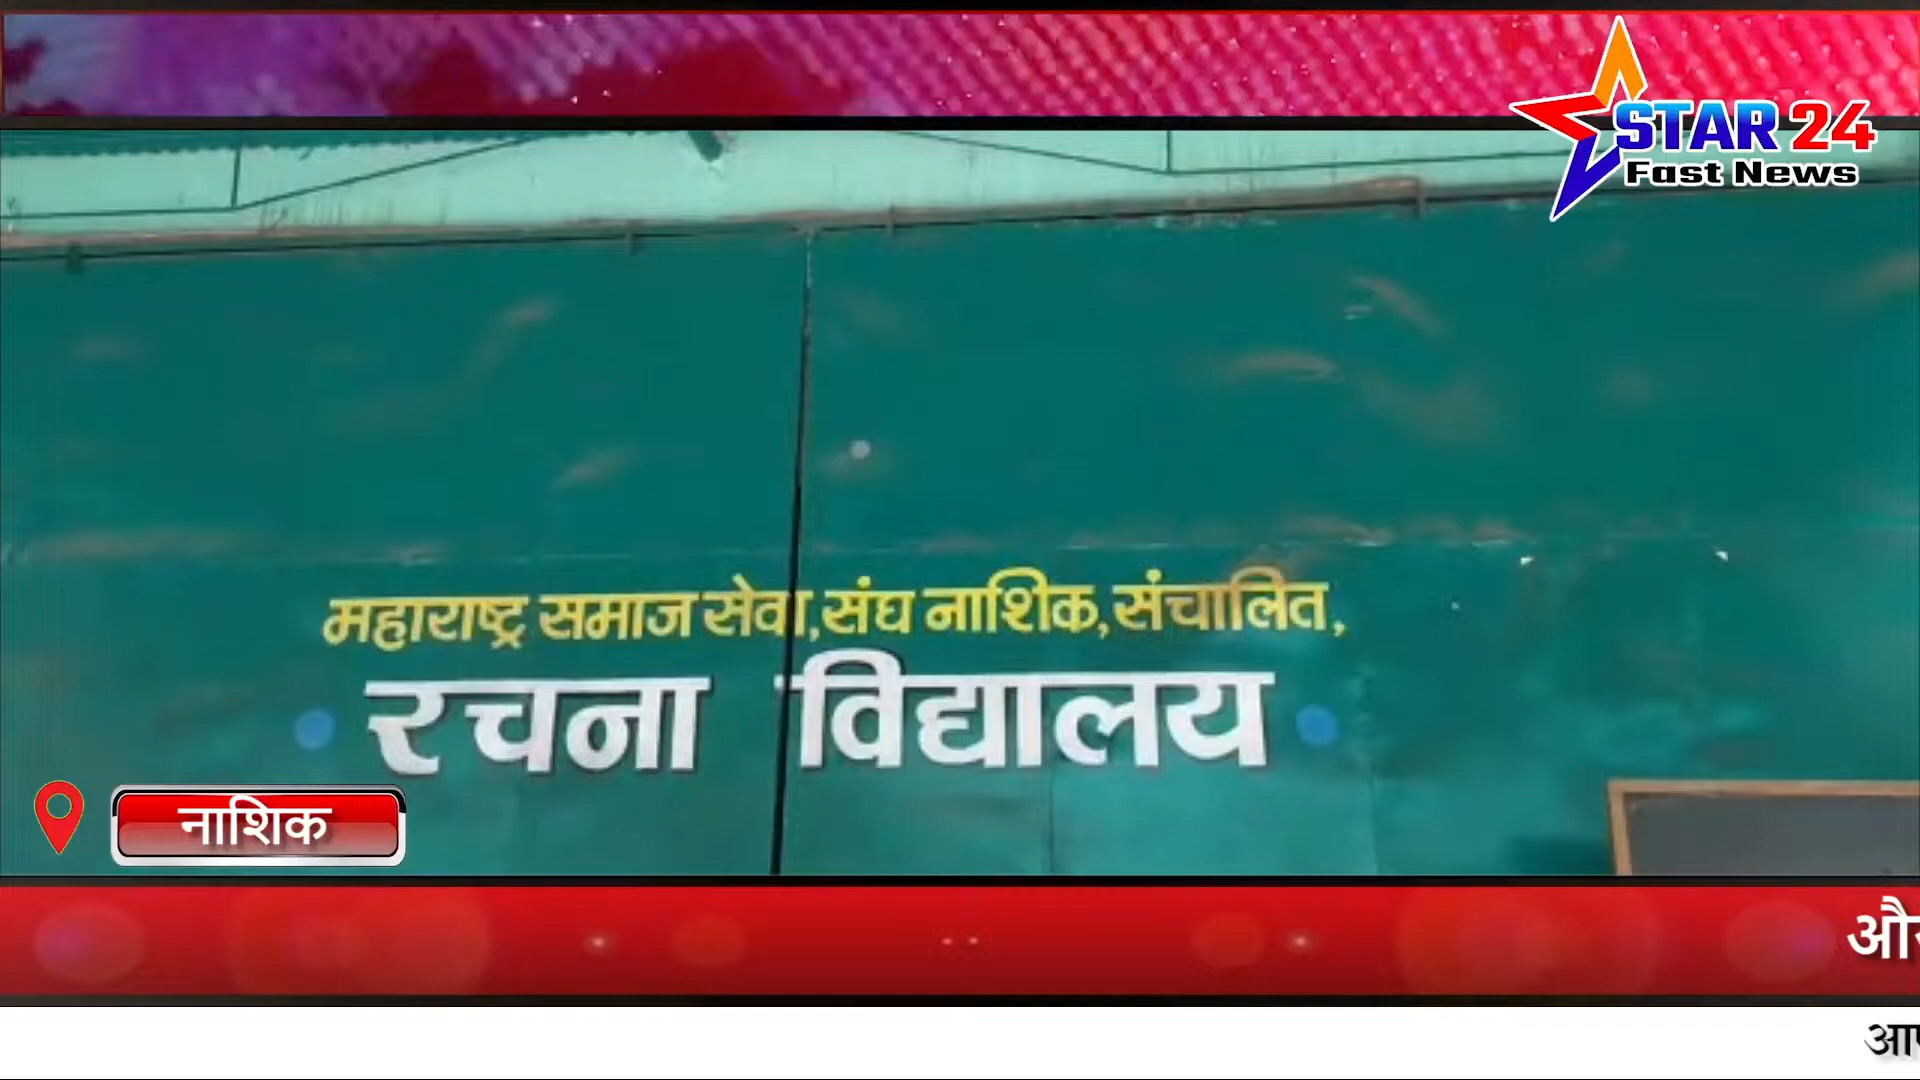 STAR 24
Fast News
महाराष्ट्र समाज सेवा,संघ नाशिक,संचालित,
रचना विद्यालय
नाशिक